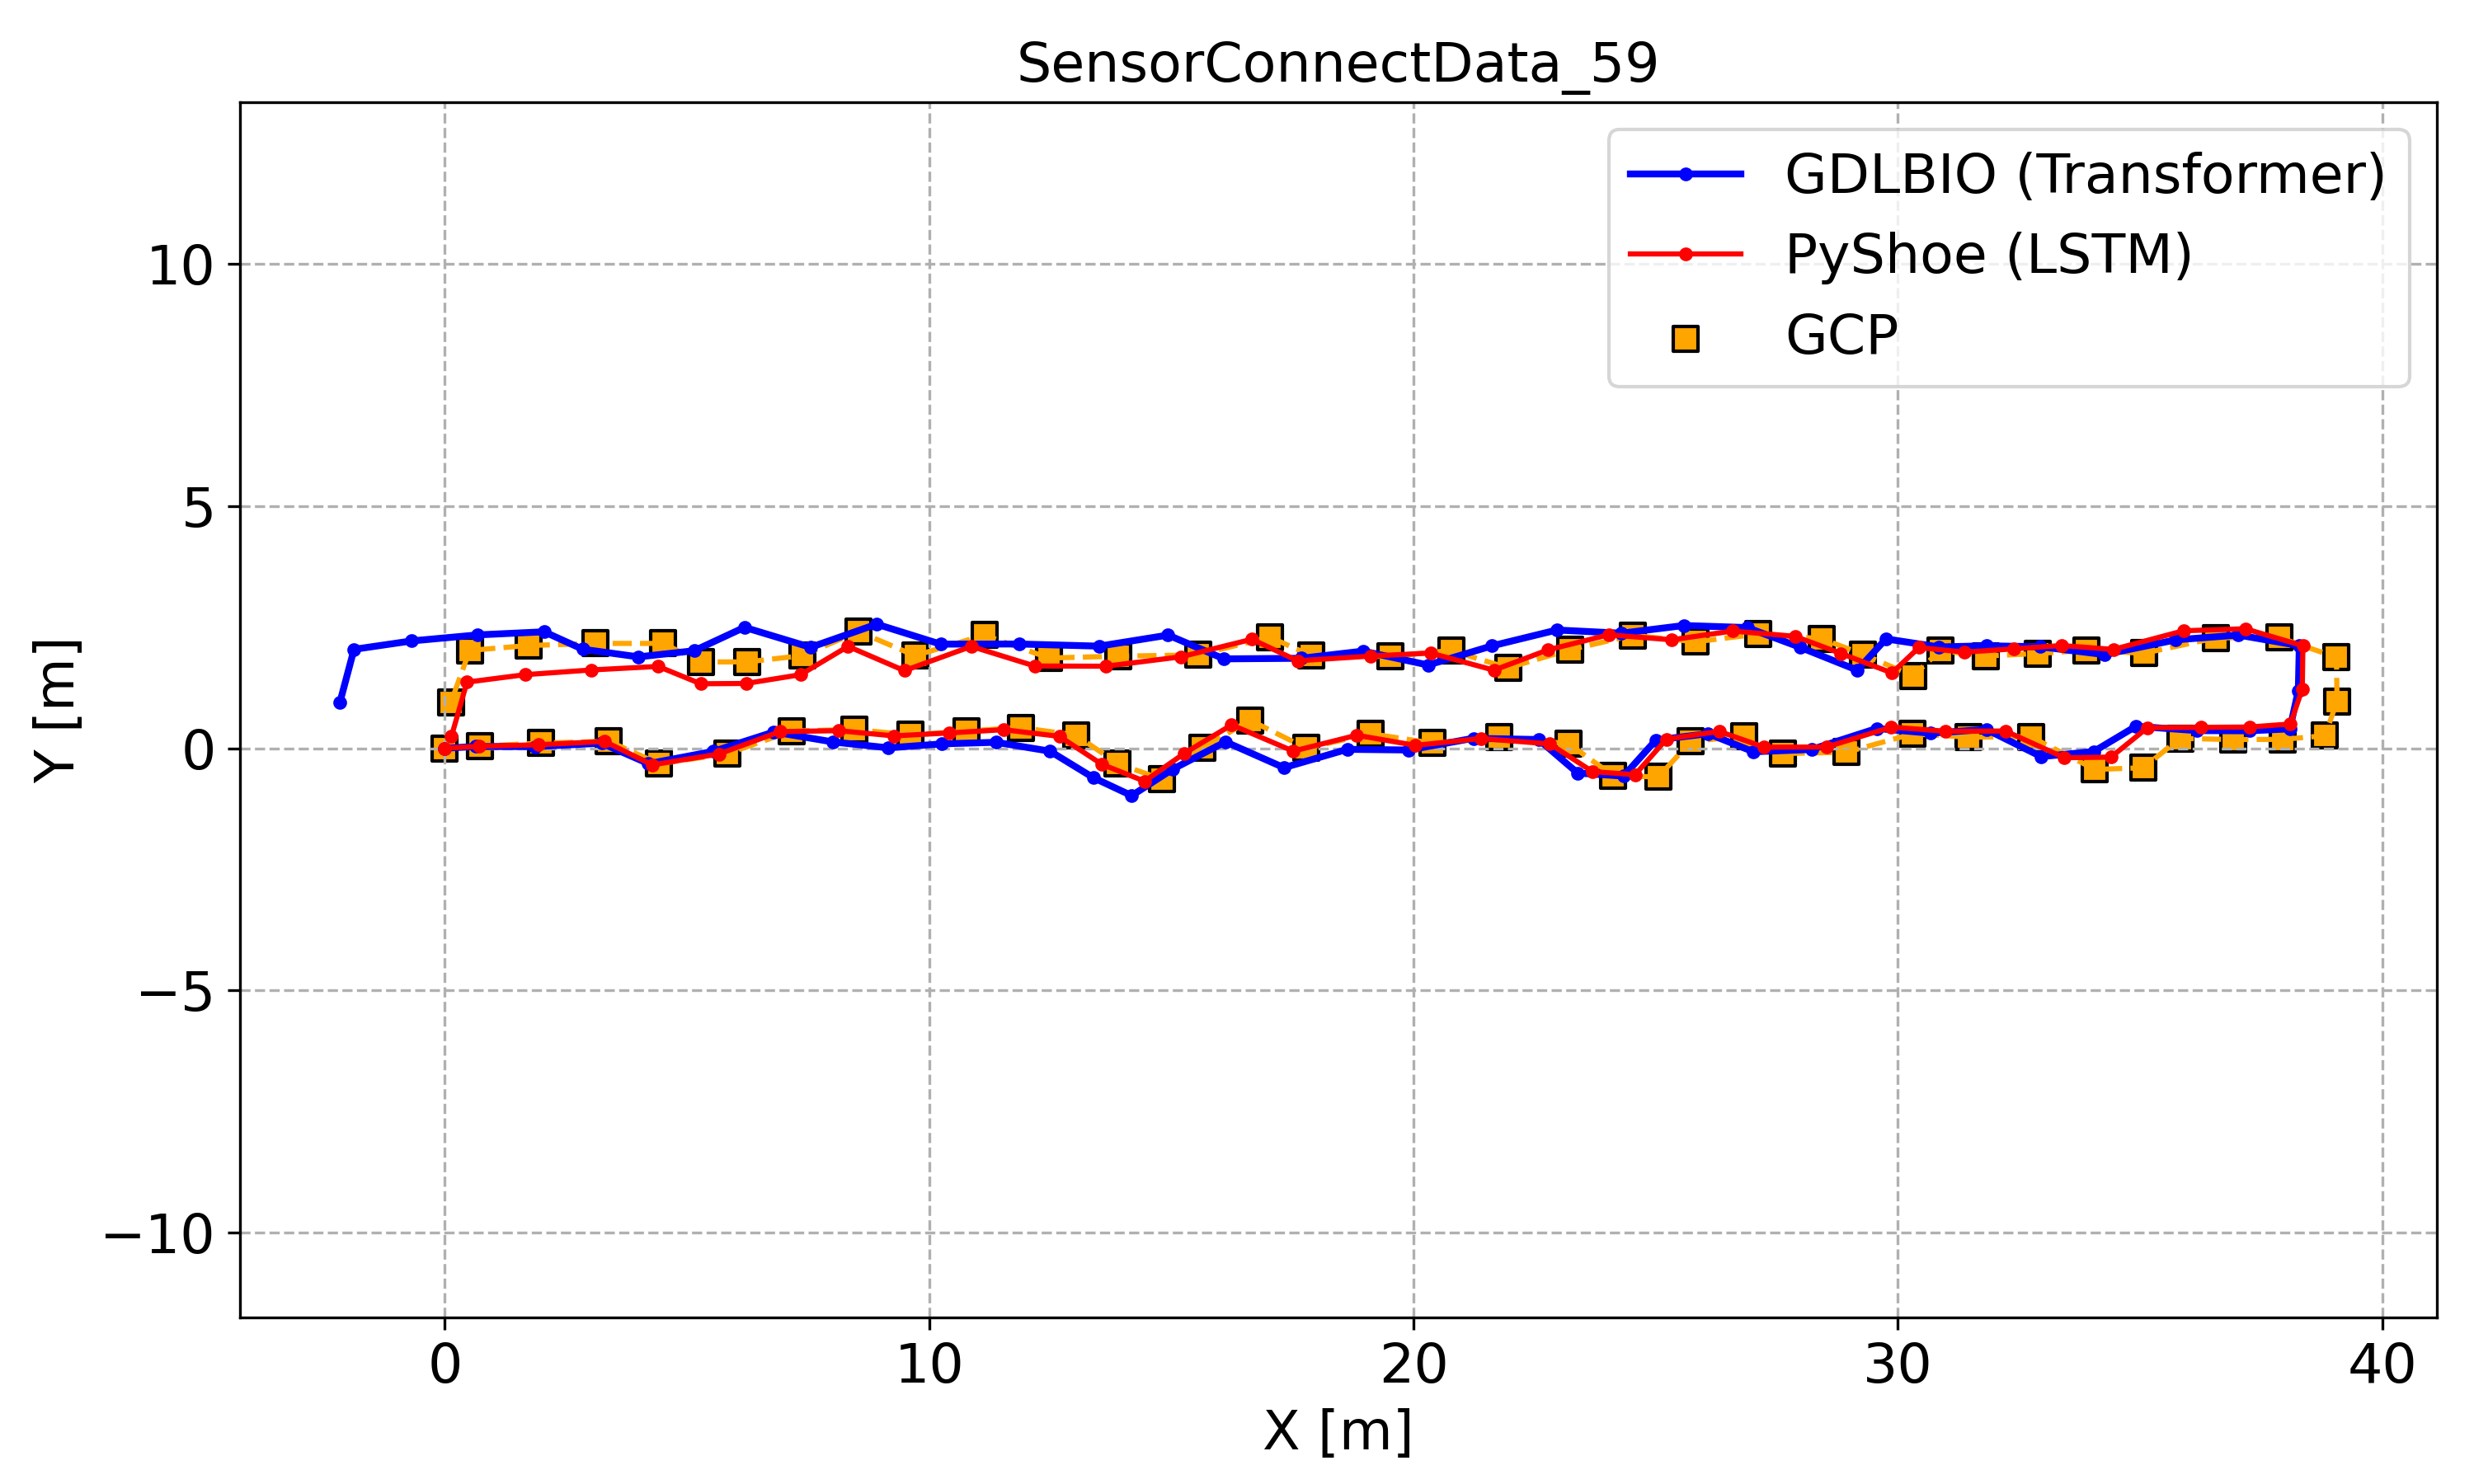 SensorConnectData_59
GDLBIO (Transformer)
PyShoe (LSTM)
GCP
10
5
0
−5
−10
Y [m]
0 10 20 30 40
X [m]